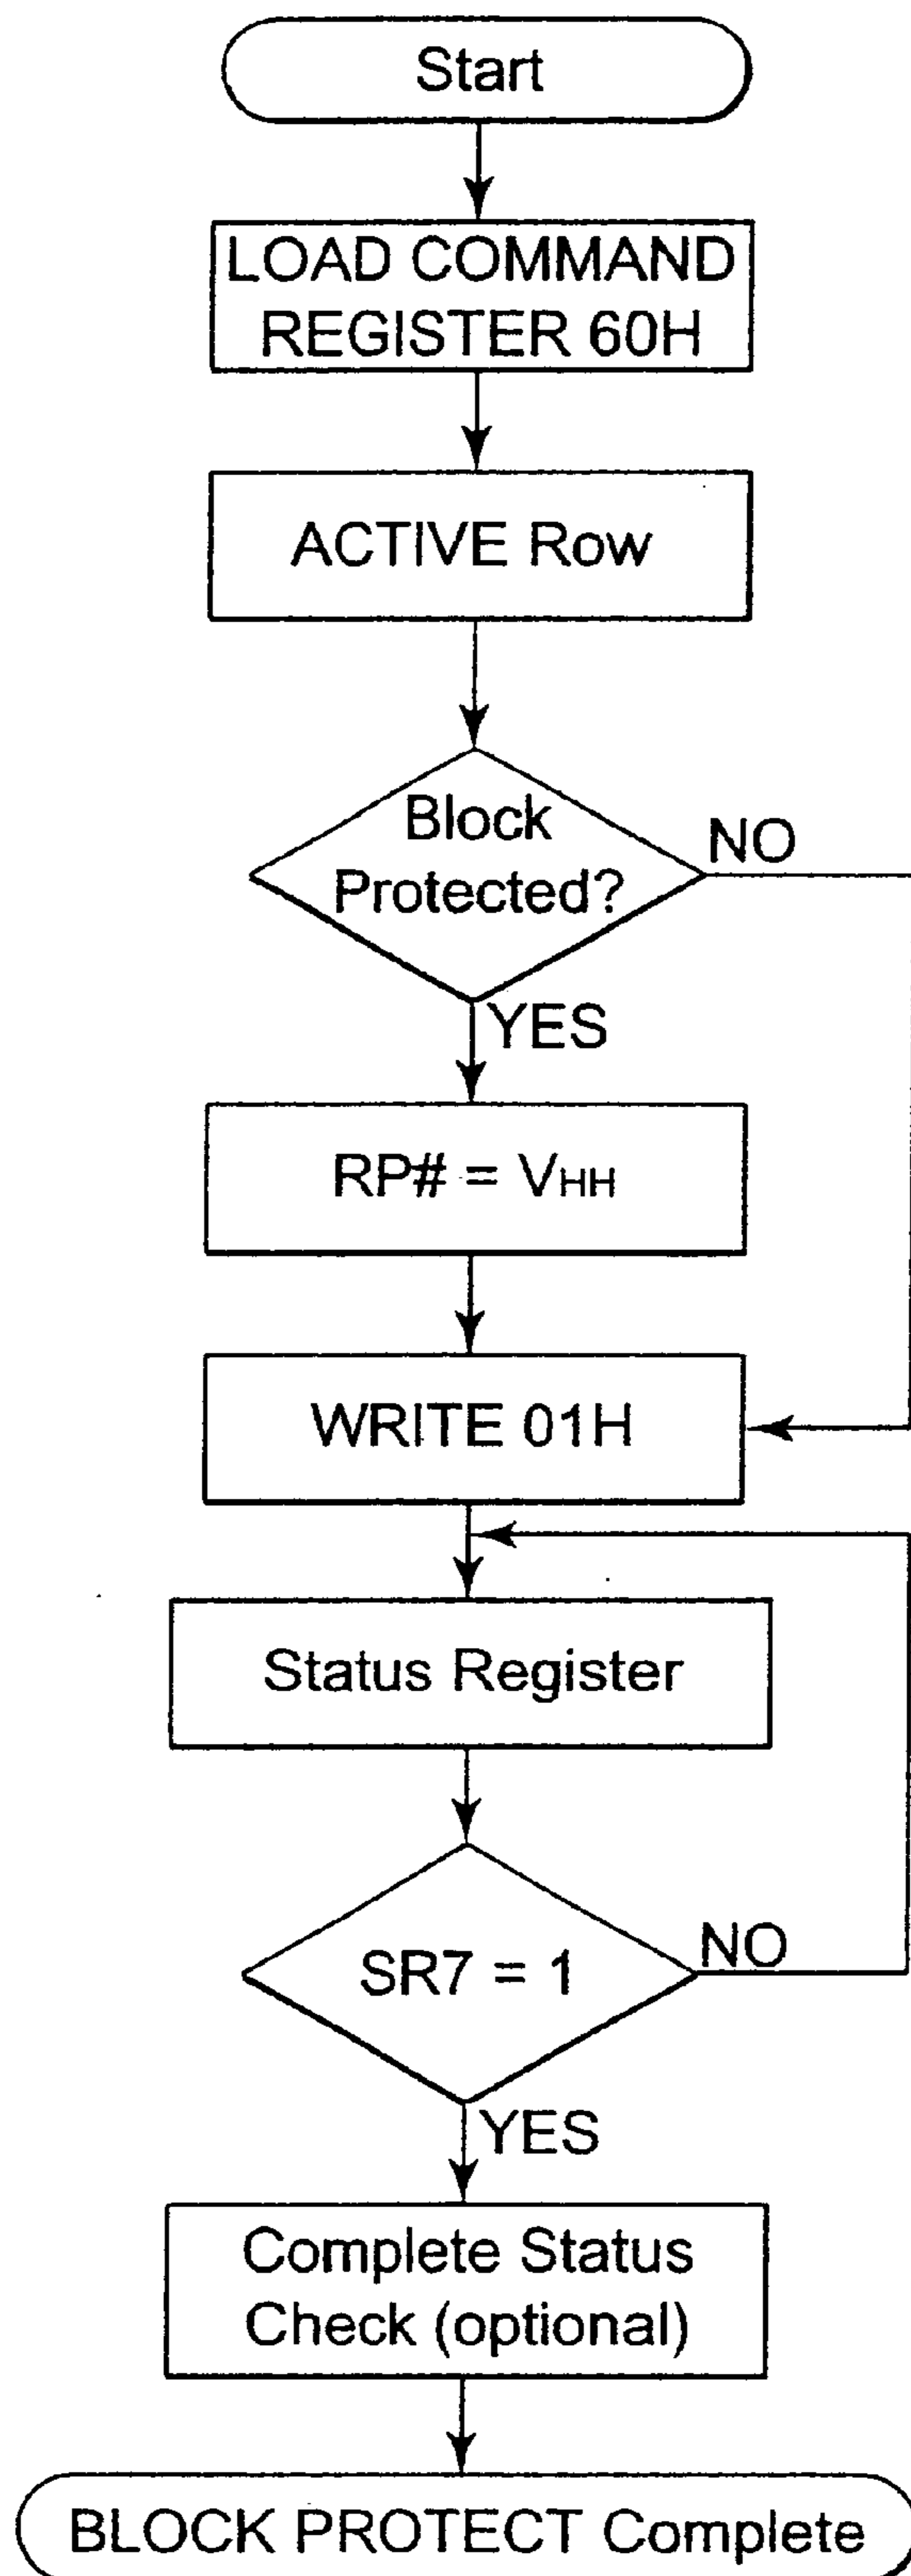 Start
LOAD COMMAND
REGISTER 60H
ACTIVE Row
Block
Protected?
NO
YES
RP# = VHH
WRITE 01H
Status Register
SR7 = 1
NO
YES
Complete Status
Check (optional)
BLOCK PROTECT Complete